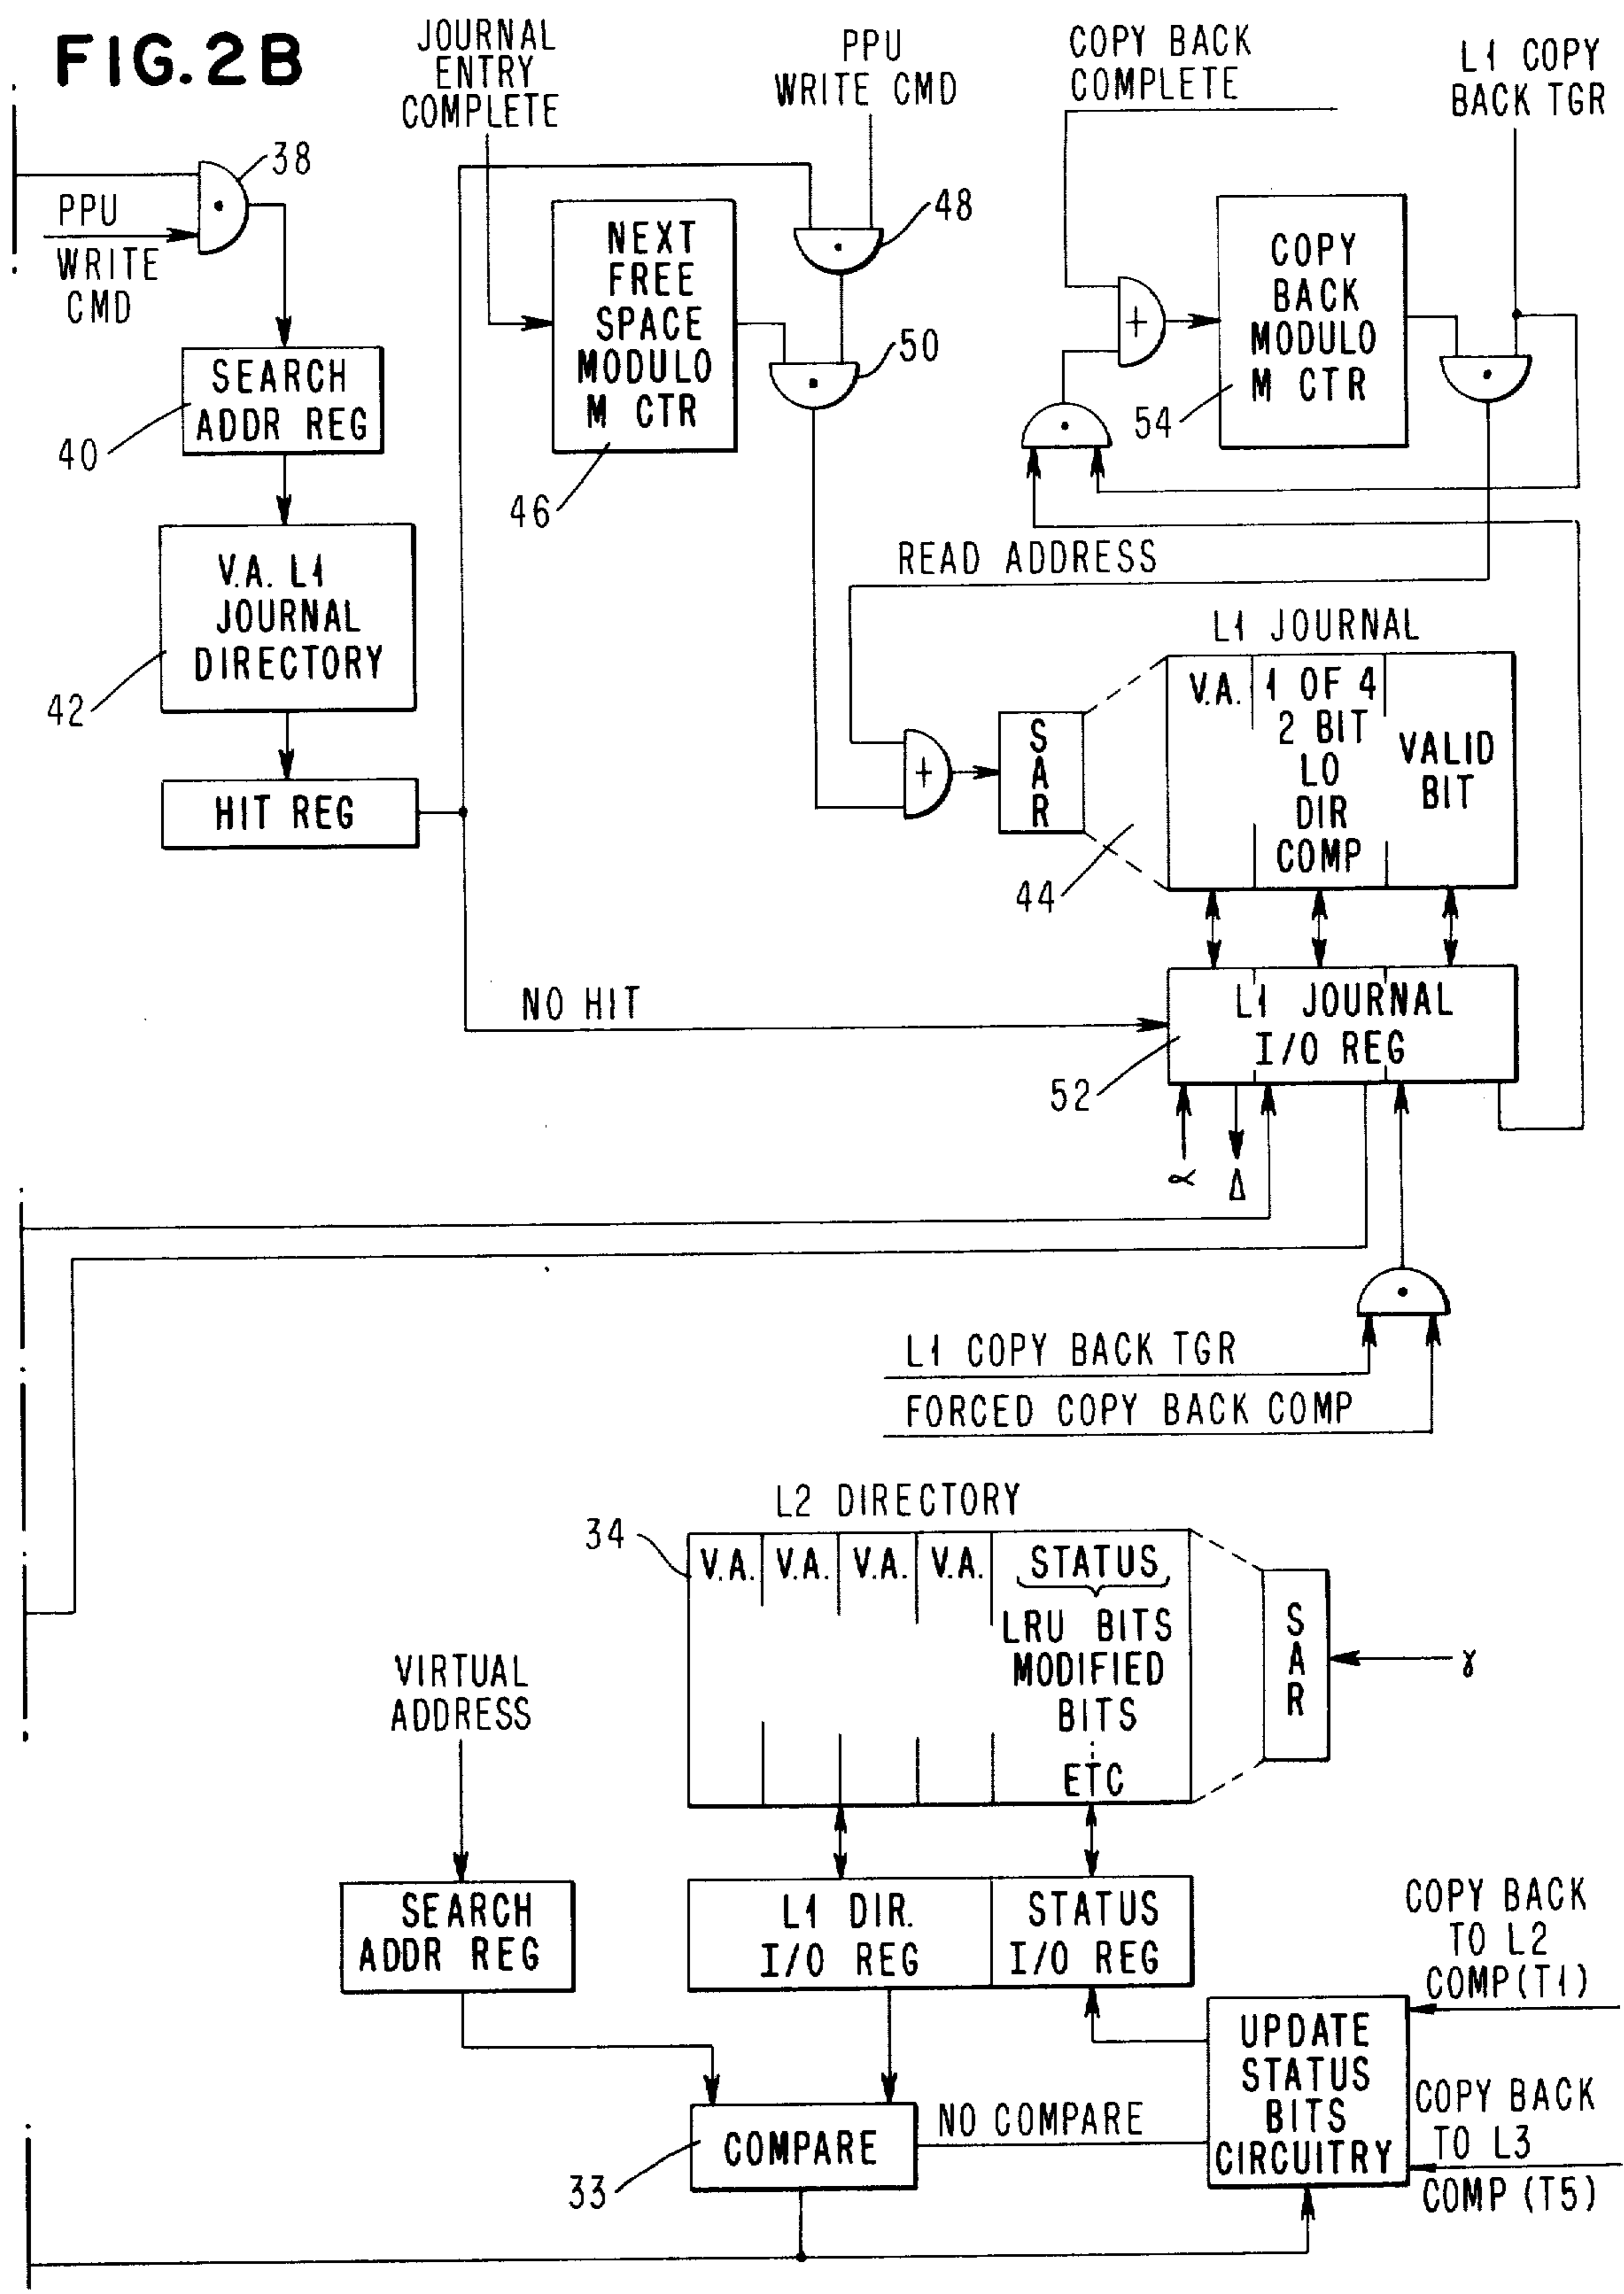 FIG.2B
JOURNAL
ENTRY
COMPLETE
PPU
WRITE CMD
COPY BACK
COMPLETE
L1 COPY
BACK TGR
38
PPU
WRITE
CMD
48
NEXT
FREE
SPACE
MODULO
M CTR
COPY
BACK
MODULO
M CTR
50
SEARCH
ADDR REG
40
54
46
READ ADDRESS
V.A. L1
JOURNAL
DIRECTORY
42
L1 JOURNAL
V.A.
1 OF 4
2 BIT
LO
DIR
COMP
VALID
BIT
SAR
HIT REG
44
NO HIT
L1 JOURNAL
I/O REG
52
α
Δ
L1 COPY BACK TGR
FORCED COPY BACK COMP
L2 DIRECTORY
34
V.A. V.A. V.A. V.A. STATUS
LRU BITS
MODIFIED
BITS
ETC
SAR
γ
VIRTUAL
ADDRESS
SEARCH
ADDR REG
L1 DIR.
I/O REG
STATUS
I/O REG
COPY BACK
TO L2
COMP(T1)
UPDATE
STATUS
BITS
CIRCUITRY
COPY BACK
TO L3
COMP (T5)
NO COMPARE
COMPARE
33